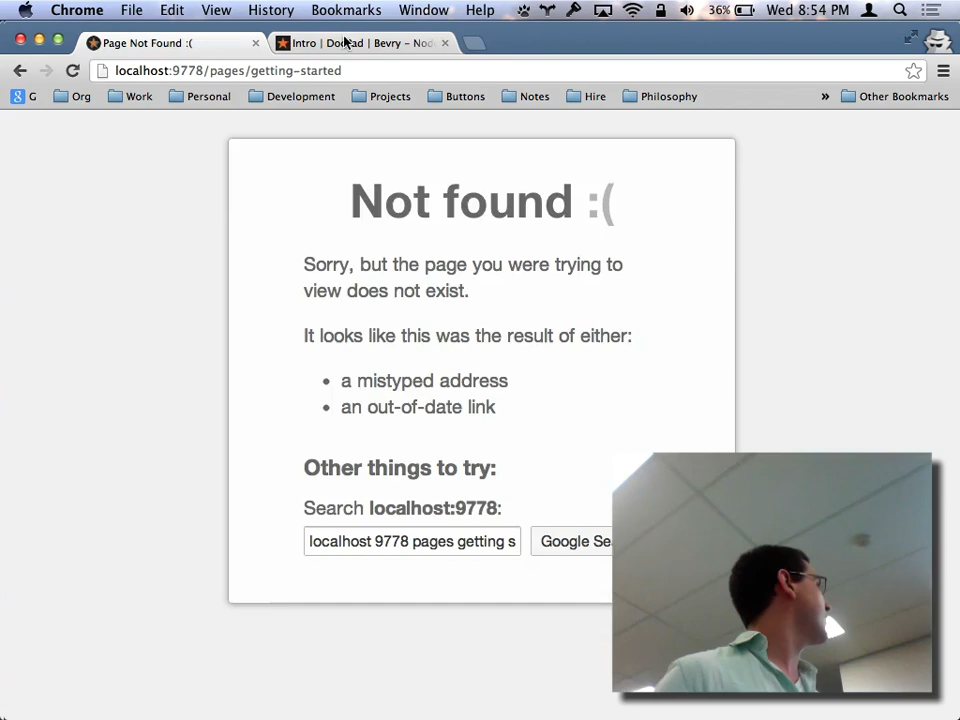 Chrome File Edit View History Bookmarks Window Help 36% Wed 8:54 PM
Page Not Found :(
Intro | DocPad | Bevry – Nod
localhost:9778/pages/getting-started
G Org Work Personal Development Projects Buttons Notes Hire Philosophy » Other Bookmarks
Not found :(
Sorry, but the page you were trying to
view does not exist.
It looks like this was the result of either:
• a mistyped address
• an out-of-date link
Other things to try:
Search localhost:9778:
localhost 9778 pages getting s
Google Sea